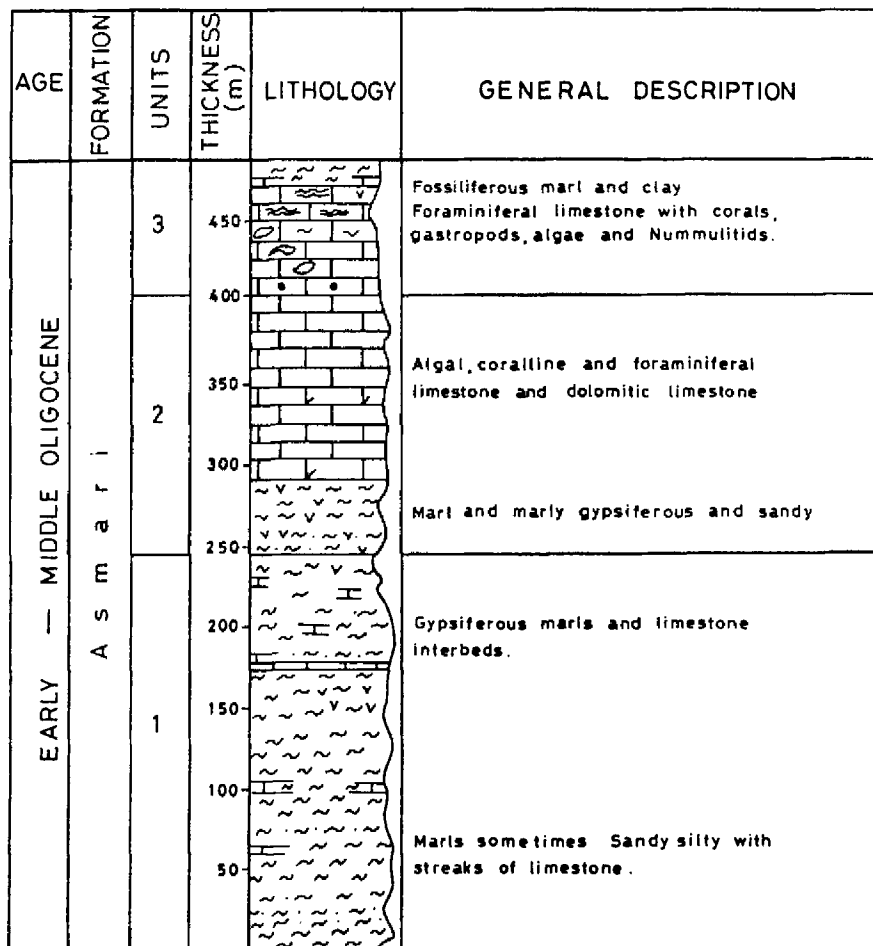 AGE
FORMATION
UNITS
THICKNESS
(m)
LITHOLOGY
GENERAL DESCRIPTION
EARLY — MIDDLE OLIGOCENE
Asmari
3
450
400
Fossiliferous marl and clay
Foraminiferal limestone with corals,
gastropods, algae and Nummulitids.
2
350
300
250
Algal, coralline and foraminiferal
limestone and dolomitic limestone
Marl and marly gypsiferous and sandy
1
200
150
100
50
Gypsiferous marls and limestone
interbeds.
Marls sometimes Sandy silty with
streaks of limestone.